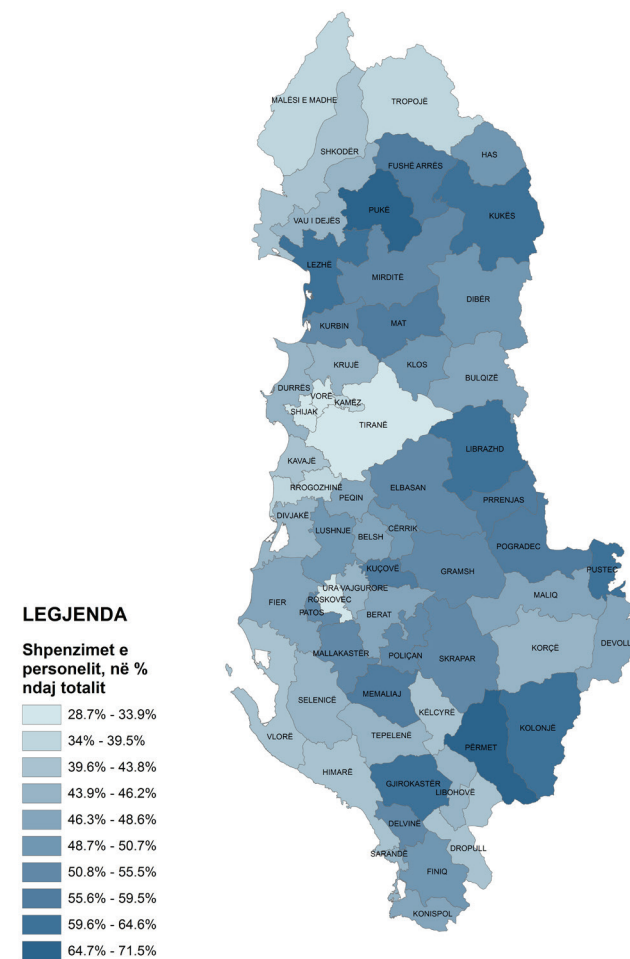 MALËSI E MADHE
TROPOJË
SHKODËR
HAS
FUSHË ARRËS
PUKË
KUKËS
VAU I DEJËS
LEZHË
MIRDITË
DIBËR
KURBIN
MAT
KRUJË
KLOS
BULQIZË
DURRËS
VORË
KAMËZ
SHIJAK
TIRANË
LIBRAZHD
KAVAJË
RROGOZHINË
ELBASAN
PEQIN
PRRENJAS
DIVJAKË
LUSHNJE
CËRRIK
BELSH
POGRADEC
KUÇOVË
GRAMSH
PUSTEC
URA VAJGURORE
ROSKOVEC
MALIQ
FIER
PATOS
BERAT
KORÇË
DEVOLL
MALLAKASTËR
POLIÇAN
SKRAPAR
MEMALIAJ
SELENICË
KËLCYRË
KOLONJË
VLORË
TEPELENË
PËRMET
HIMARË
GJIROKASTËR
LIBOHOVË
DELVINË
DROPULL
SARANDË
FINIQ
KONISPOL
LEGJENDA
Shpenzimet e
personelit, në %
ndaj totalit
28.7% - 33.9%
34% - 39.5%
39.6% - 43.8%
43.9% - 46.2%
46.3% - 48.6%
48.7% - 50.7%
50.8% - 55.5%
55.6% - 59.5%
59.6% - 64.6%
64.7% - 71.5%